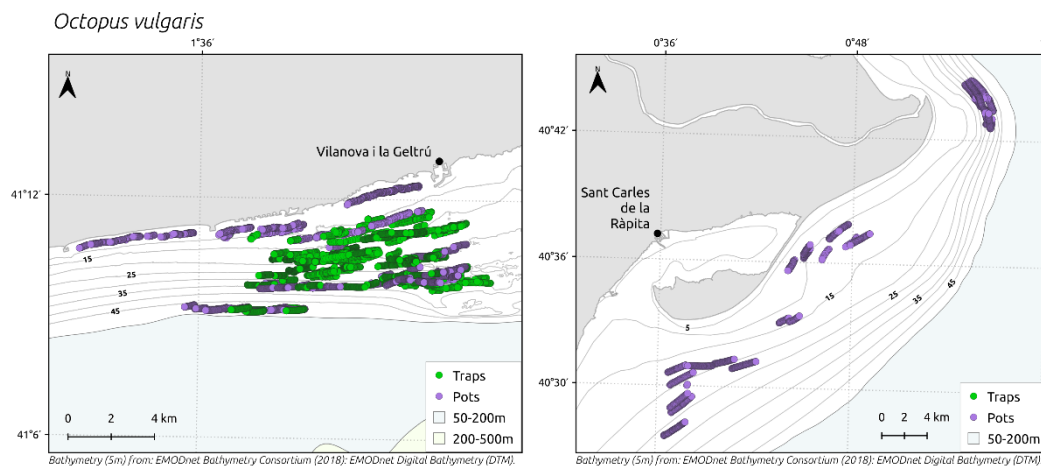 Octopus vulgaris
1°36′
N
Vilanova i la Geltrú
41°12′
15
25
35
45
Traps
Pots
50-200m
200-500m
0 2 4 km
41°6′
Bathymetry (5m) from: EMODnet Bathymetry Consortium (2018): EMODnet Digital Bathymetry (DTM).
0°36′ 0°48′
N
40°42′
Sant Carles
de la
Ràpita
40°36′
5
15
25
35
45
40°30′
Traps
Pots
50-200m
0 2 4 km
Bathymetry (5m) from: EMODnet Bathymetry Consortium (2018): EMODnet Digital Bathymetry (DTM).